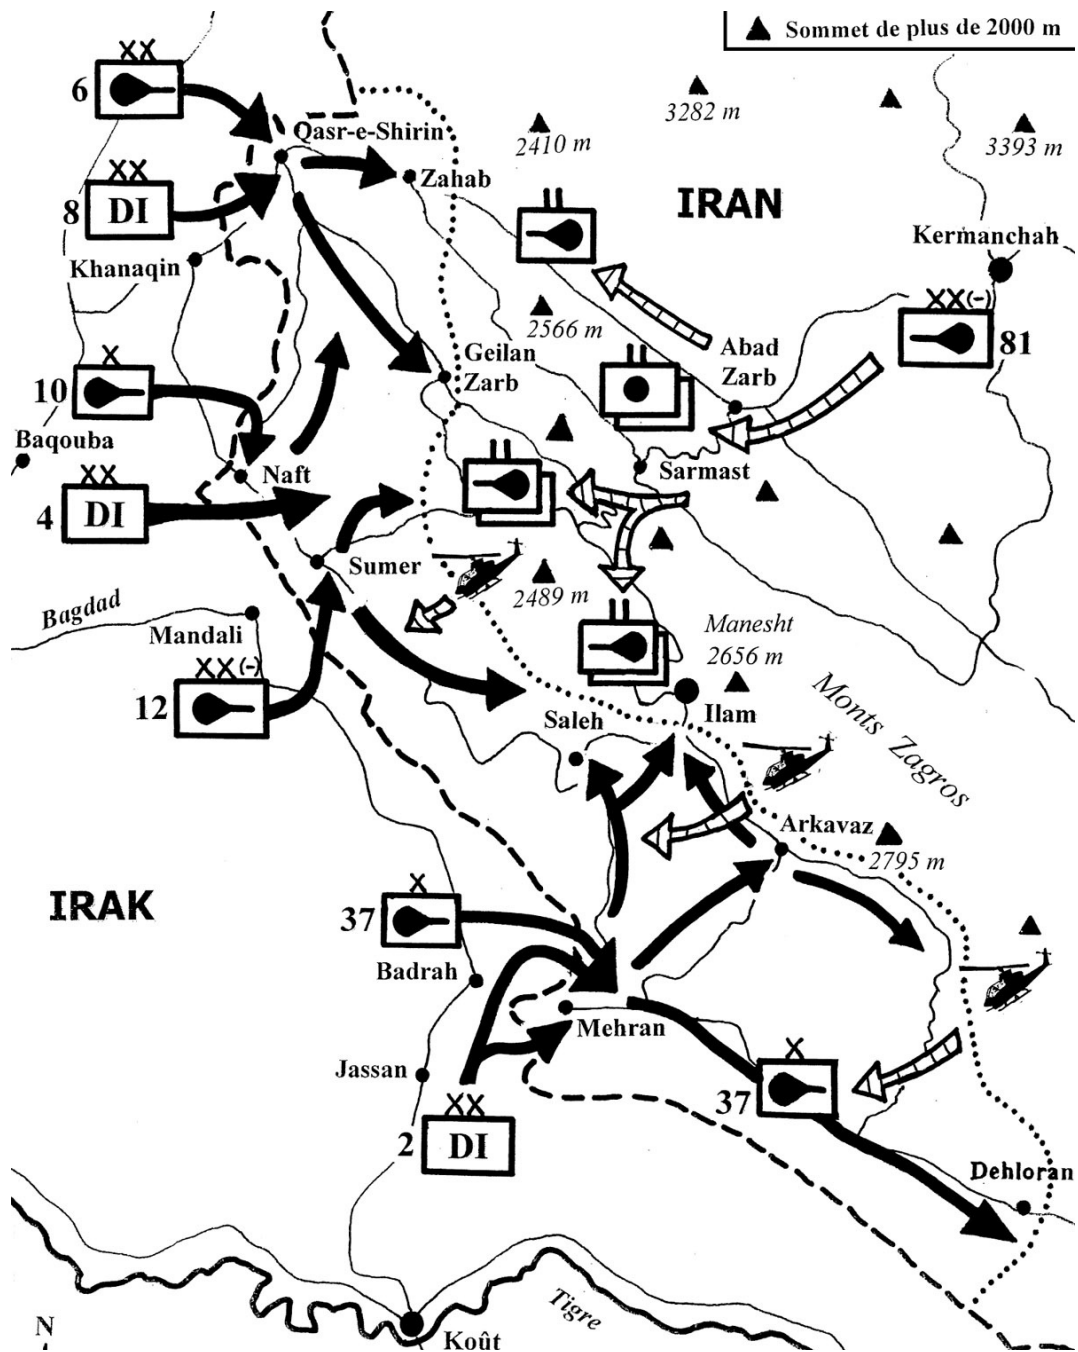 Sommet de plus de 2000 m
XX
6
Qasr-e-Shirin
2410 m
3282 m
3393 m
XX
8
DI
Zahab
IRAN
Kermanchah
Khanaqin
XX(-)
81
2566 m
Geilan
Zarb
Abad
Zarb
X
10
Baqouba
Naft
Sarmast
XX
4
DI
Sumer
2489 m
Bagdad
Mandali
Manesht
2656 m
XX(-)
12
Ilam
Saleh
Monts Zagros
Arkavaz
2795 m
IRAK
X
37
Badrah
Mehran
Jassan
X
37
XX
2
DI
Dehloran
Tigre
N
Koût